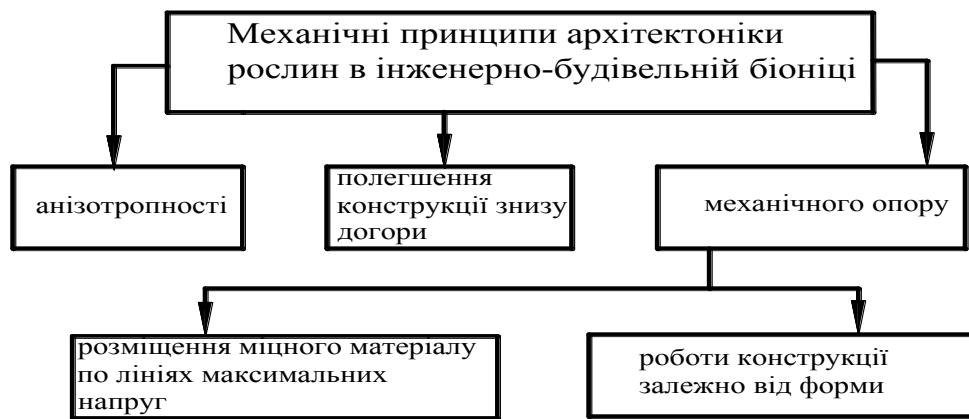 Механічні принципи архітектоніки
рослин в інженерно-будівельній біоніці
анізотропності
полегшення
конструкції знизу
догори
механічного опору
розміщення міцного матеріалу
по лініях максимальних
напруг
роботи конструкції
залежно від форми